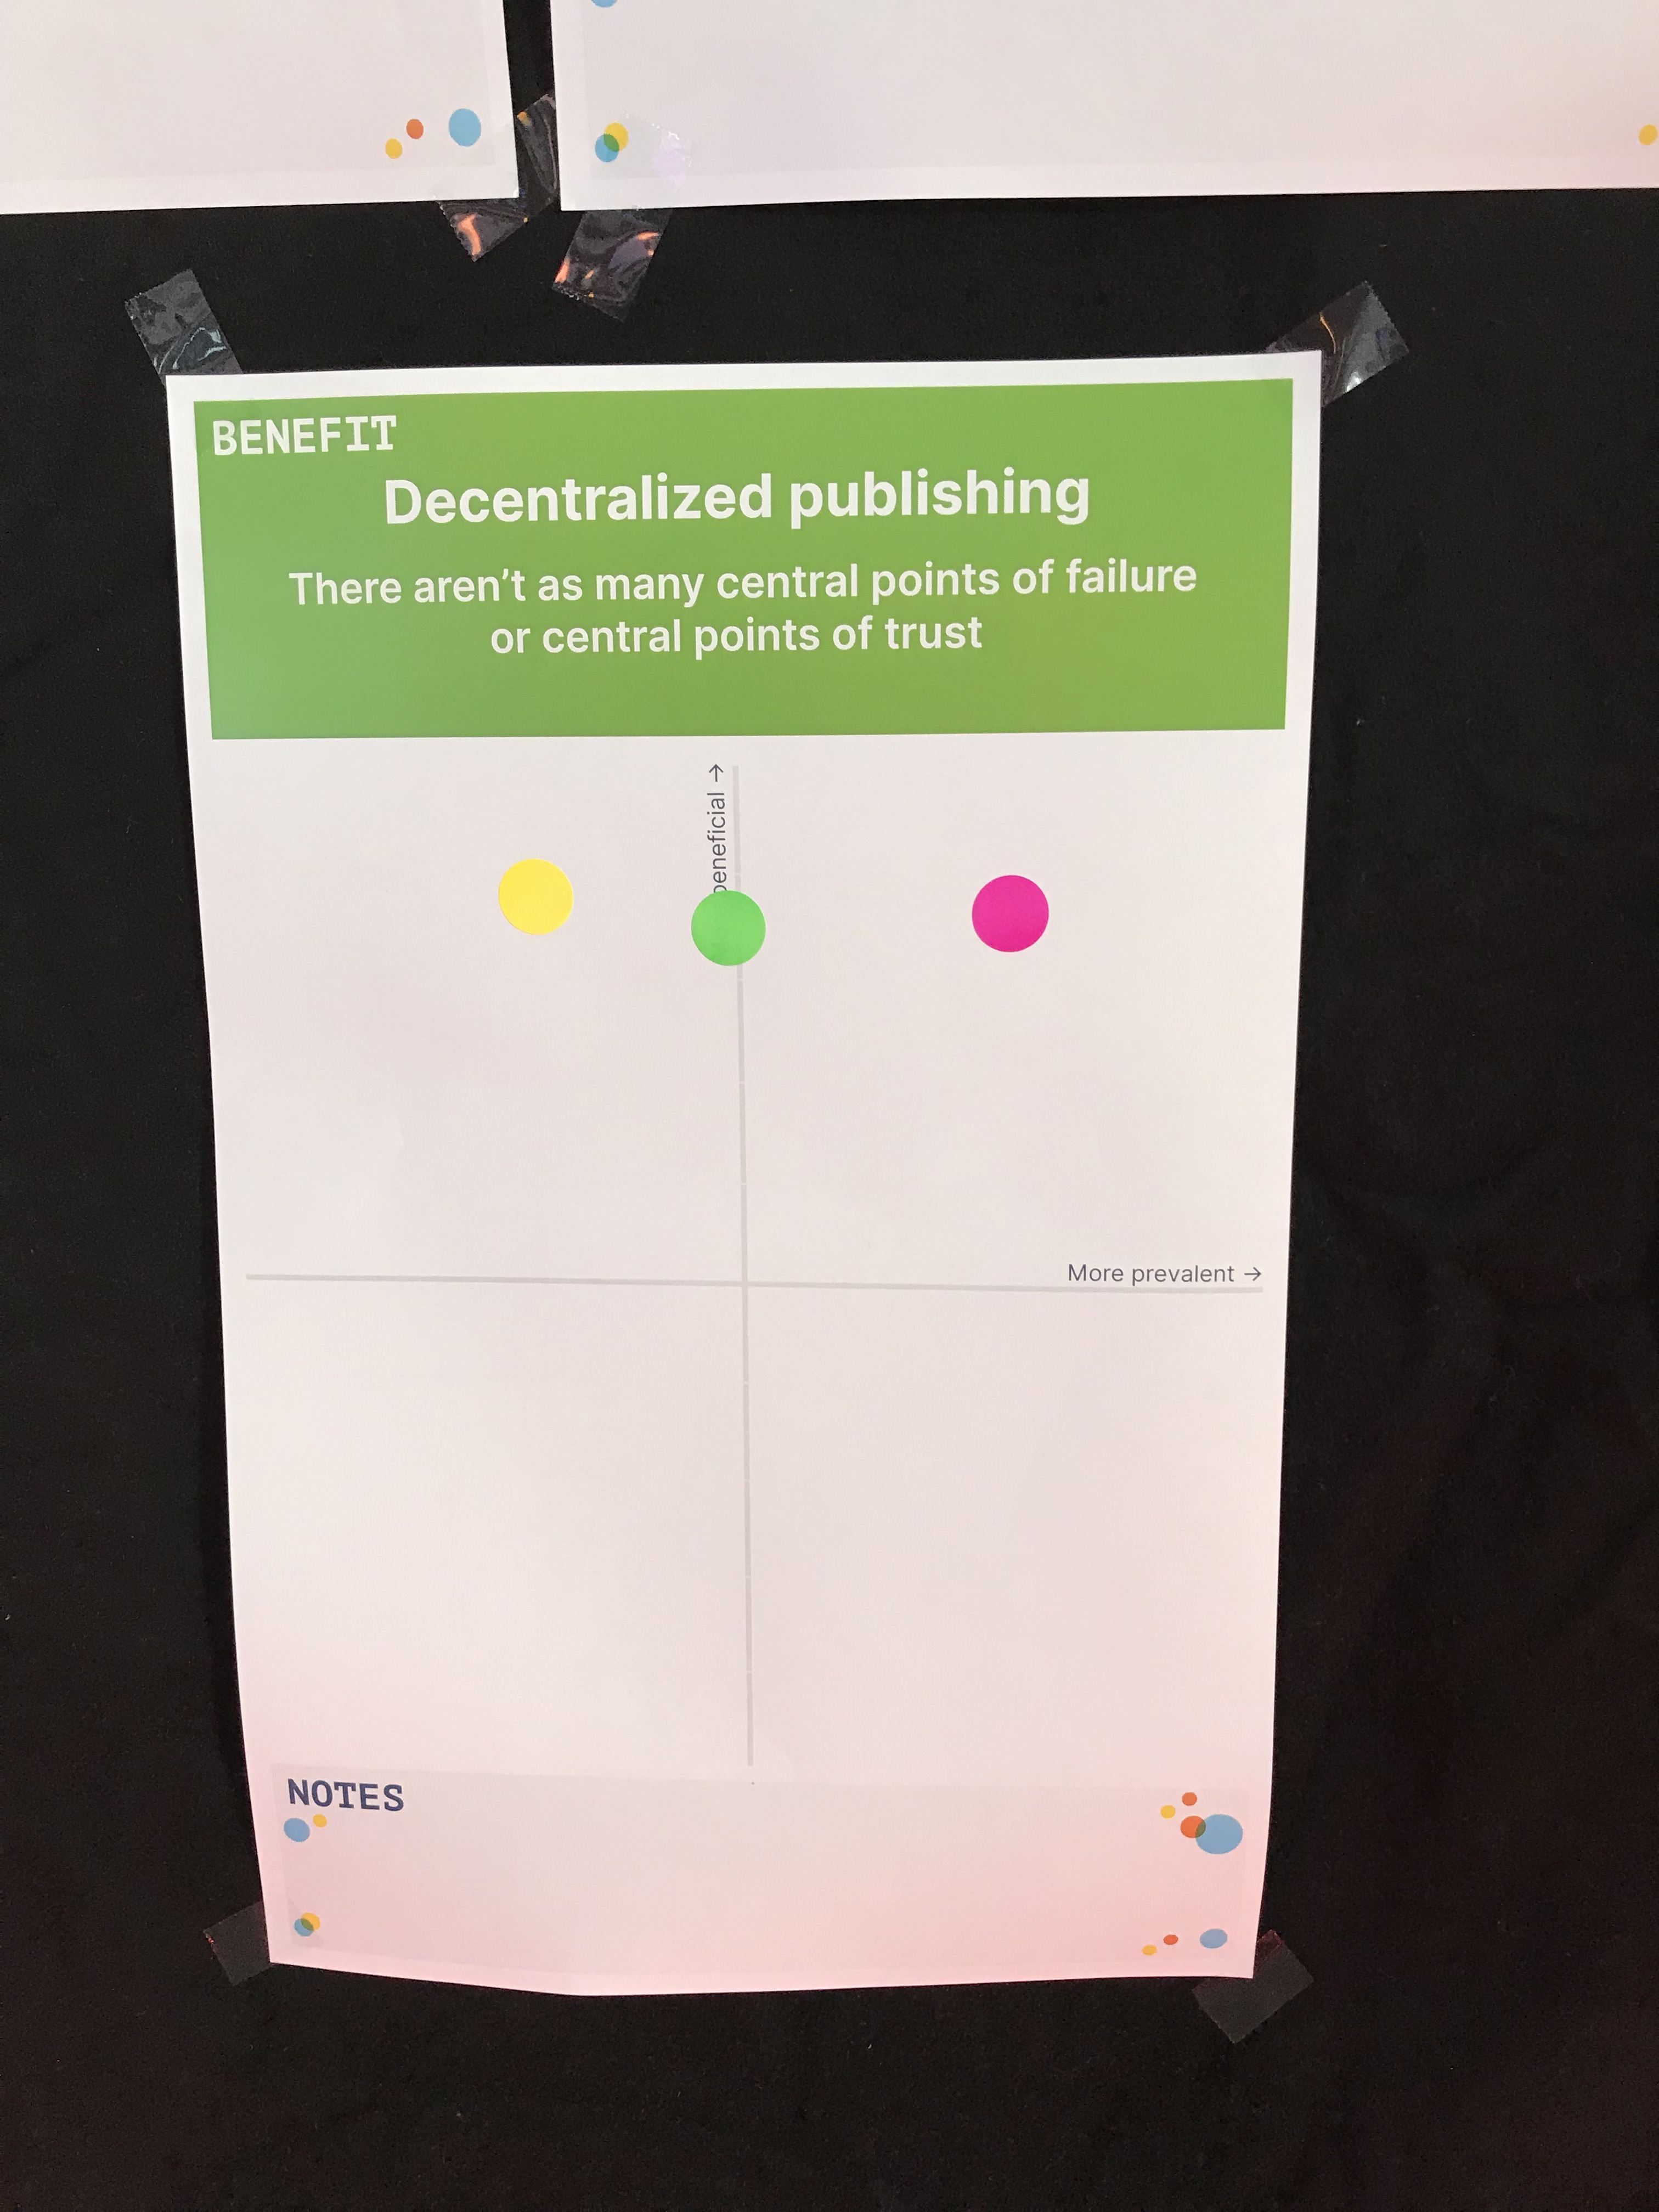 BENEFIT
Decentralized publishing
There aren’t as many central points of failure
or central points of trust
beneficial →
More prevalent →
NOTES